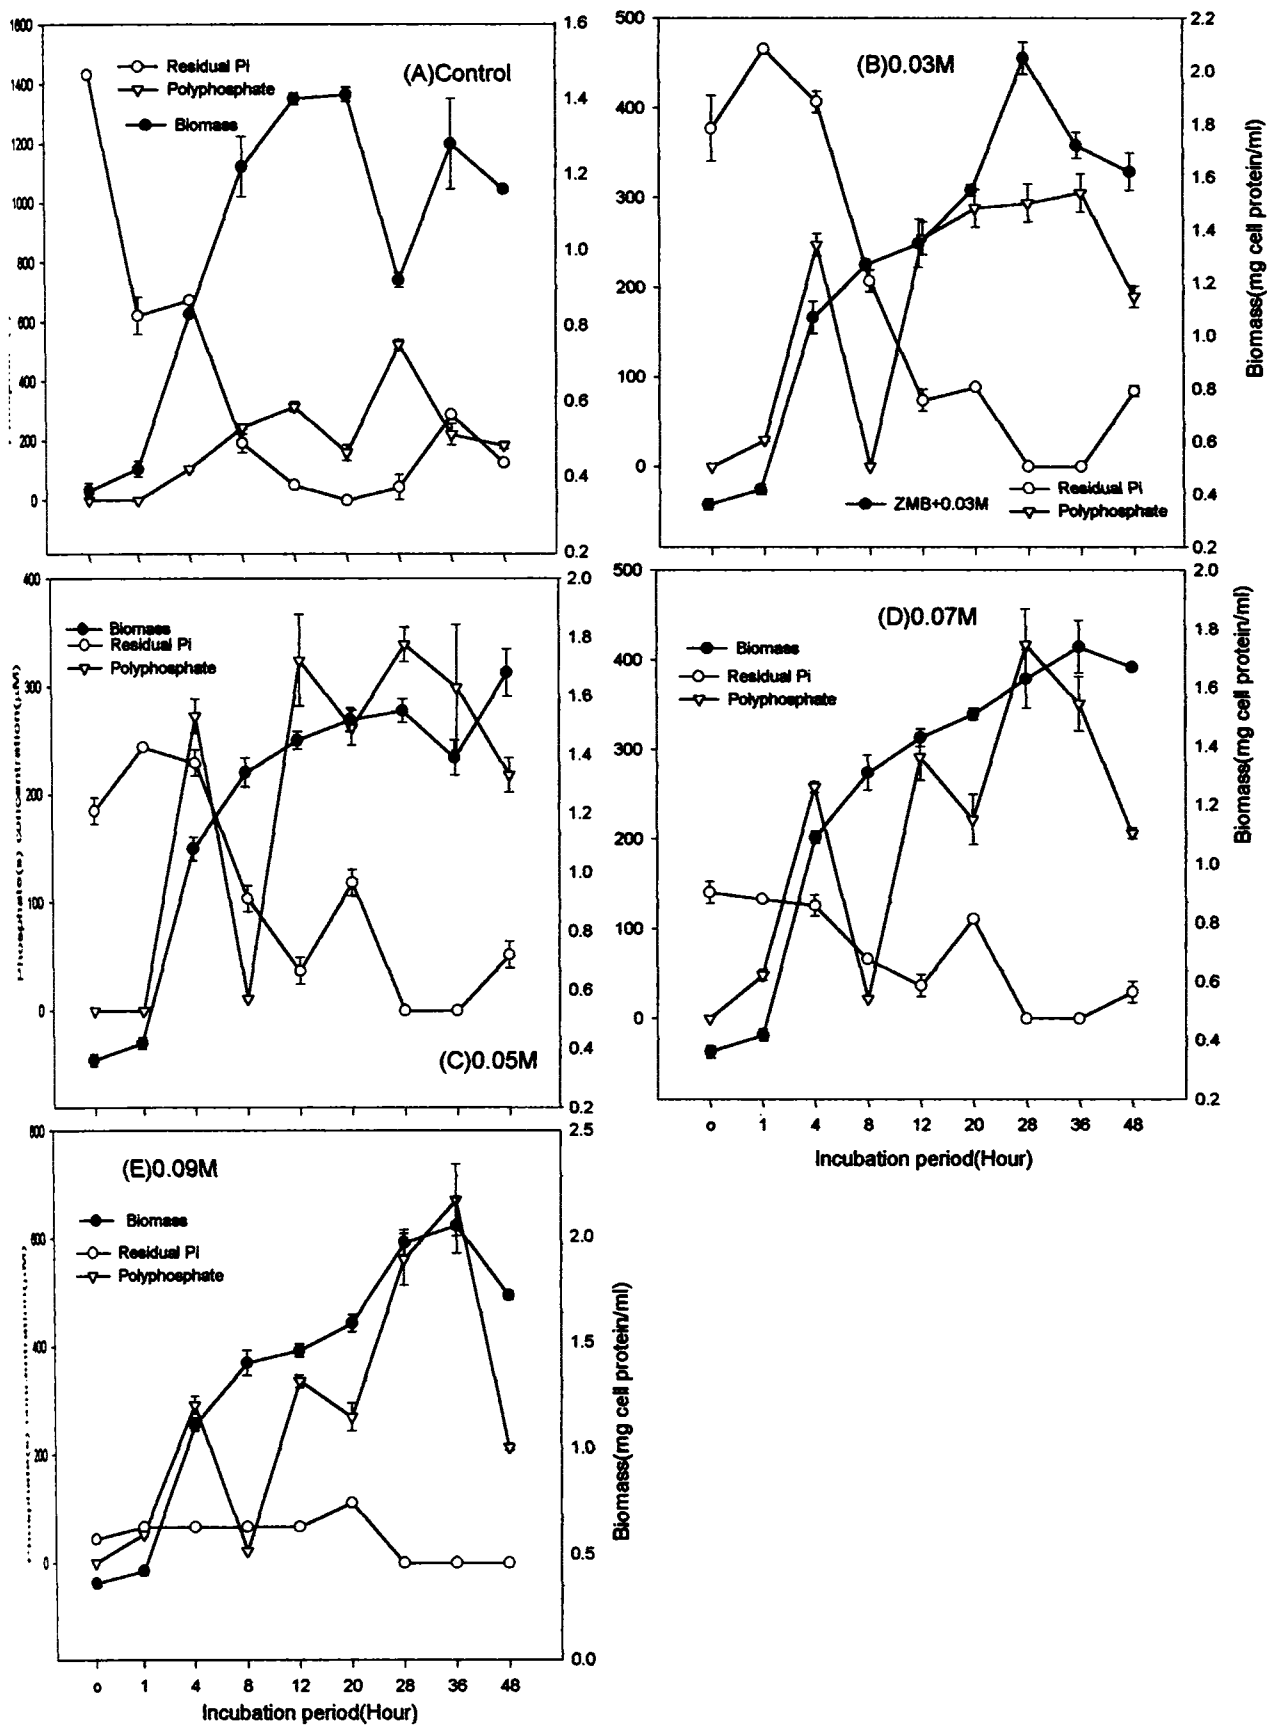 (A)Control
Residual Pi
Polyphosphate
Biomass
1600
1400
1200
1000
800
600
400
200
0
1.6
1.4
1.2
1.0
0.8
0.6
0.4
0.2
(B)0.03M
500
400
300
200
100
0
2.2
2.0
1.8
1.6
1.4
1.2
1.0
0.8
0.6
0.4
0.2
Biomass(mg cell protein/ml)
ZMB+0.03M
Residual Pi
Polyphosphate
400
300
200
100
0
Phosphate(s) concentration(μM)
Biomass
Residual Pi
Polyphosphate
(C)0.05M
2.0
1.8
1.6
1.4
1.2
1.0
0.8
0.6
0.4
0.2
500
400
300
200
100
0
(D)0.07M
Biomass
Residual Pi
Polyphosphate
2.0
1.8
1.6
1.4
1.2
1.0
0.8
0.6
0.4
0.2
Biomass(mg cell protein/ml)
o 1 4 8 12 20 28 36 48
Incubation period(Hour)
800
600
400
200
0
(E)0.09M
Biomass
Residual Pi
Polyphosphate
2.5
2.0
1.5
1.0
0.5
0.0
Biomass(mg cell protein/ml)
o 1 4 8 12 20 28 36 48
Incubation period(Hour)